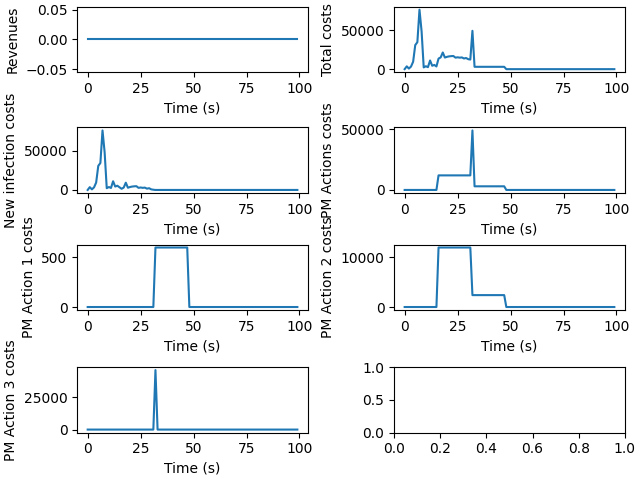 Revenues
0.05
0.00
−0.05
0 25 50 75 100
Time (s)
Total costs
50000
0
0 25 50 75 100
Time (s)
New infection costs
50000
0
0 25 50 75 100
Time (s)
PM Actions costs
50000
0
0 25 50 75 100
Time (s)
PM Action 1 costs
500
0
0 25 50 75 100
Time (s)
PM Action 2 costs
10000
0
0 25 50 75 100
Time (s)
PM Action 3 costs
25000
0
0 25 50 75 100
Time (s)
1.0
0.5
0.0
0.0 0.2 0.4 0.6 0.8 1.0